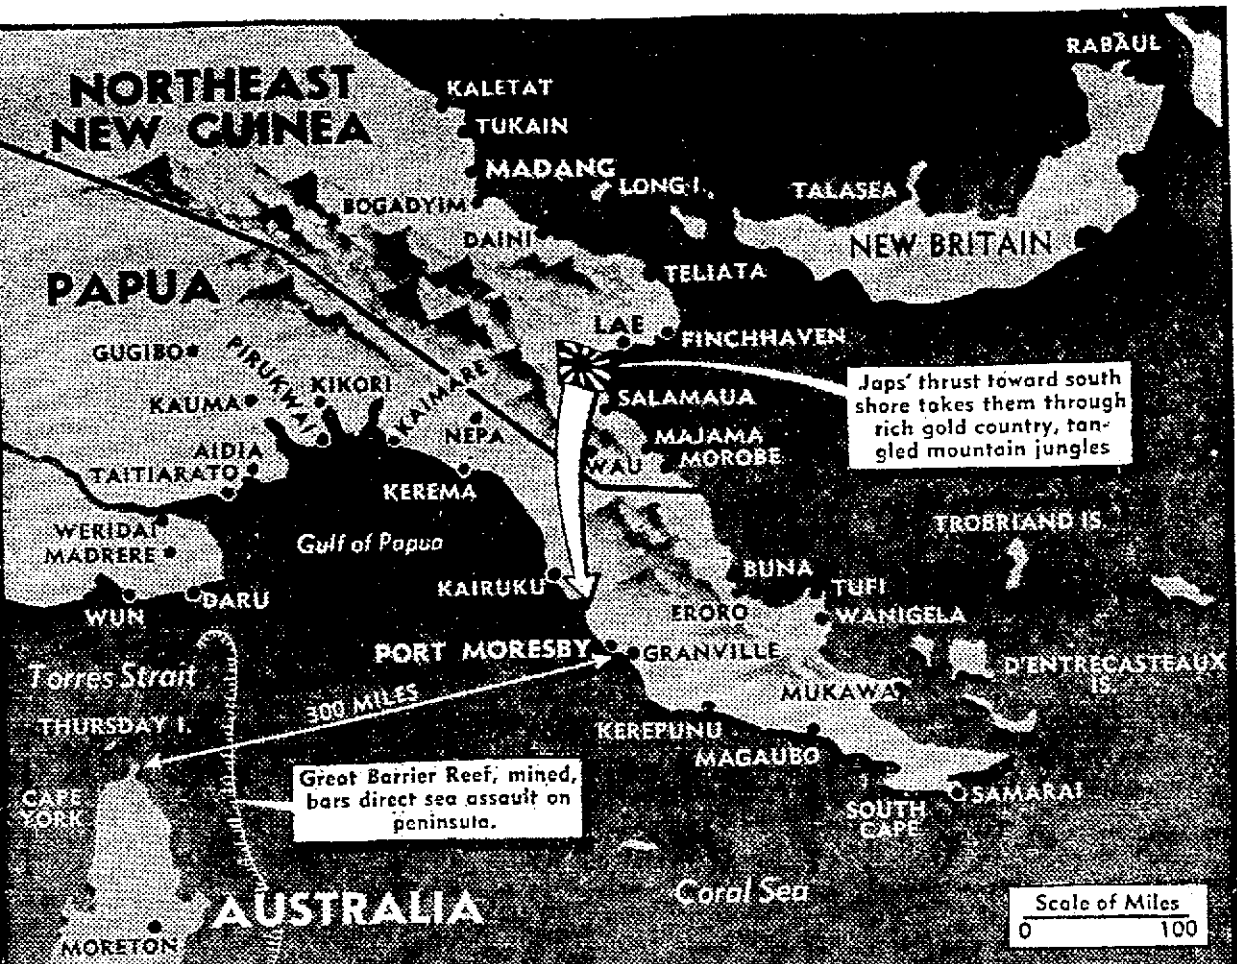 RABAUL
NORTHEAST
NEW GUINEA
KALETAT
TUKAIN
MADANG
LONG I.
TALASEA
BOGADYIM
DAINI
NEW BRITAIN
PAPUA
TELIATA
LAE
FINCHHAVEN
GUGIBO
PIRUKWAI
KIKORI
KAIMARE
KAUMA
SALAMAUA
Japs' thrust toward south
shore takes them through
rich gold country, tan-
gled mountain jungles
NEPA
MAJAMA
MOROBE
AIDIA
TAITIARATO
WAU
KEREMA
WERIDAI
MADRERE
Gulf of Papua
TROBRIAND IS.
KAIRUKU
BUNA
TUFI
WUN
DARU
ERORO
WANIGELA
PORT MORESBY
GRANVILLE
D'ENTRECASTEAUX
IS.
Torres Strait
MUKAWA
300 MILES
THURSDAY I.
KEREPUNU
MAGAUBO
Great Barrier Reef, mined,
bars direct sea assault on
peninsula.
CAPE
YORK
SAMARAI
SOUTH
CAPE
Coral Sea
AUSTRALIA
Scale of Miles
0 100
MORETON